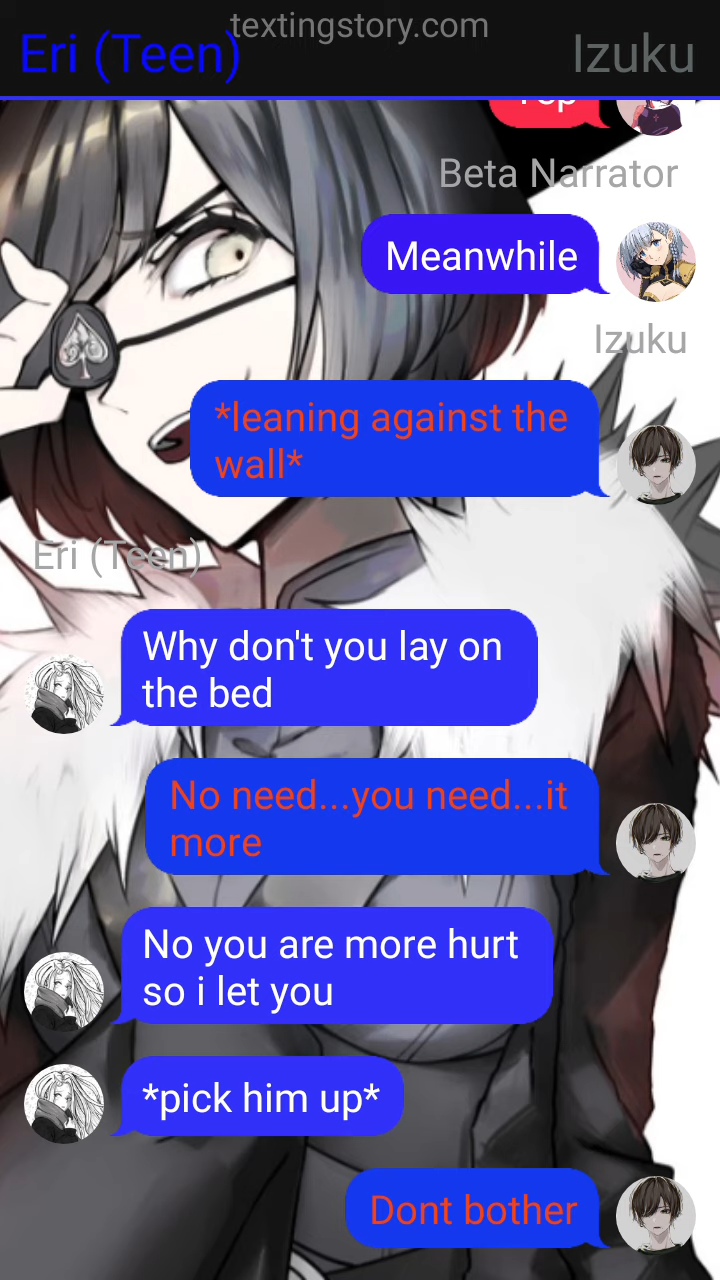 textingstory.com
Eri (Teen)
Izuku
Beta Narrator
Meanwhile
Izuku
*leaning against the
wall*
Eri (Teen)
Why don't you lay on
the bed
No need...you need...it
more
No you are more hurt
so i let you
*pick him up*
Dont bother